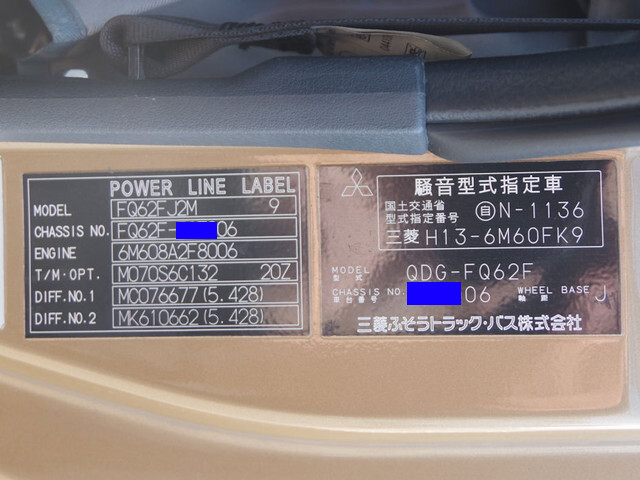 POWER LINE LABEL
MODEL FQ62FJ2M 9
CHASSIS NO. FQ62F- 06
ENGINE 6M608A2F8006
T/M・OPT. M070S6C132 20Z
DIFF.NO.1 MC076677(5.428)
DIFF.NO.2 MK610662(5.428)
騒音型式指定車
国土交通省
型式指定番号 自N-1136
三菱 H13-6M60FK9
MODEL
型式 QDG-FQ62F
CHASSIS NO. 06 WHEEL BASE J
車台番号 軸距
三菱ふそうトラック・バス株式会社